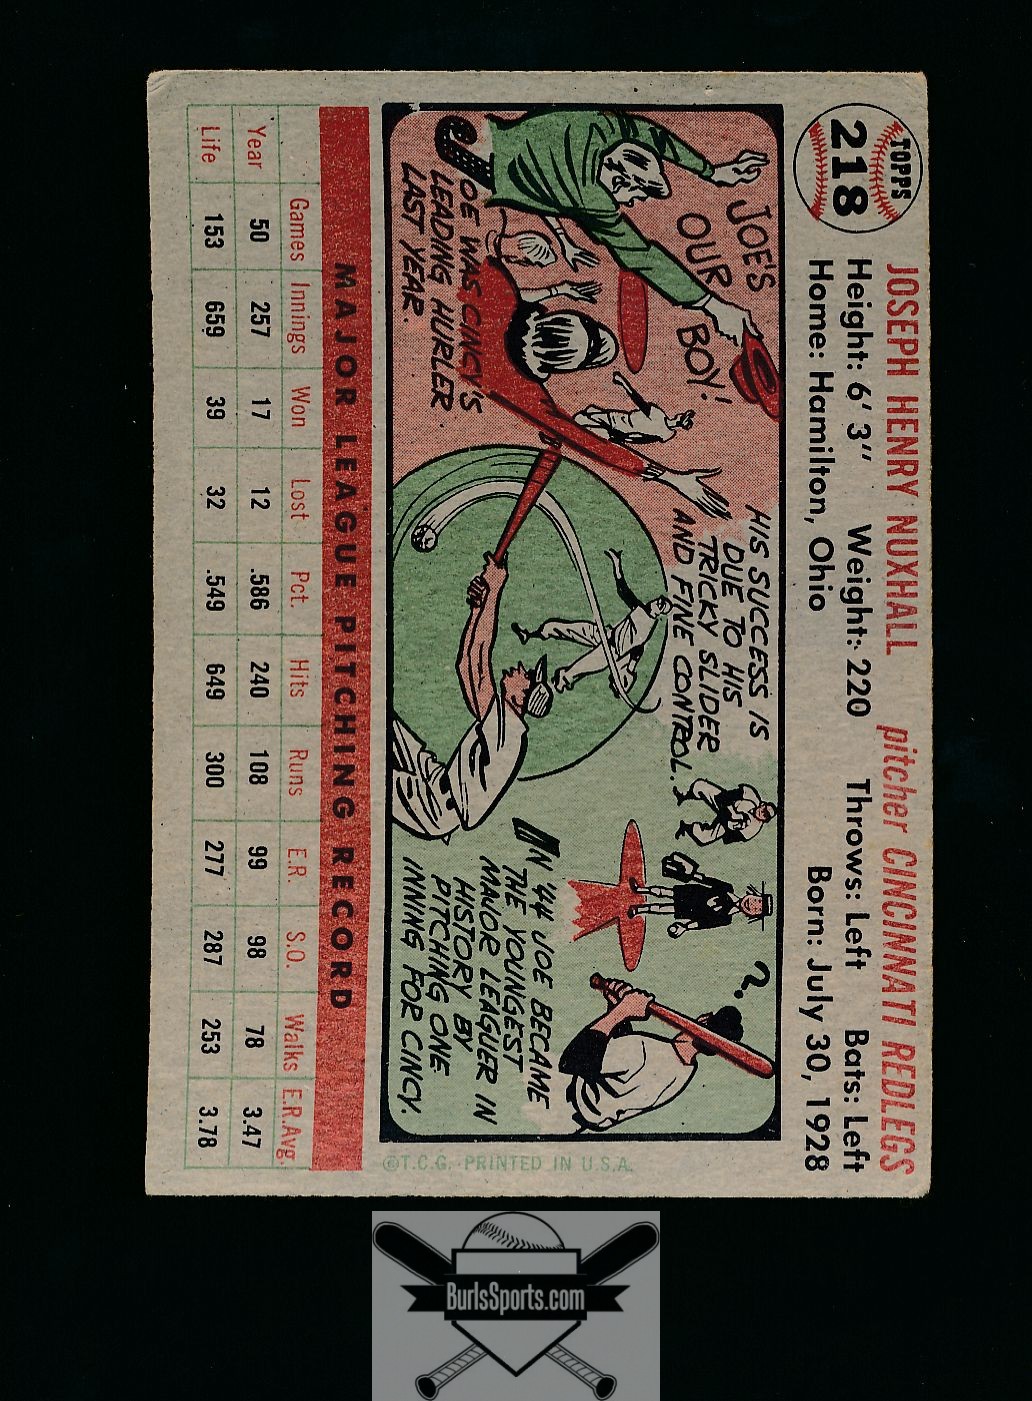 TOPPS
218
JOSEPH HENRY NUXHALL pitcher CINCINNATI REDLEGS
Height: 6' 3" Weight: 220 Throws: Left Bats: Left
Home: Hamilton, Ohio Born: July 30, 1928
JOE'S
OUR
BOY!
JOE WAS CINCY'S
LEADING HURLER
LAST YEAR.
HIS SUCCESS IS
DUE TO HIS
TRICKY SLIDER
AND FINE CONTROL.
?
IN '44 JOE BECAME
THE YOUNGEST
MAJOR LEAGUER IN
HISTORY BY
PITCHING ONE
INNING FOR CINCY.
©T.C.G. PRINTED IN U.S.A.
MAJOR LEAGUE PITCHING RECORD
Games Innings Won Lost Pct. Hits Runs E.R. S.O. Walks E.R.Avg.
Year 50 257 17 12 .586 240 108 99 98 78 3.47
Life 153 659 39 32 .549 649 300 277 287 253 3.78
BurlsSports.com